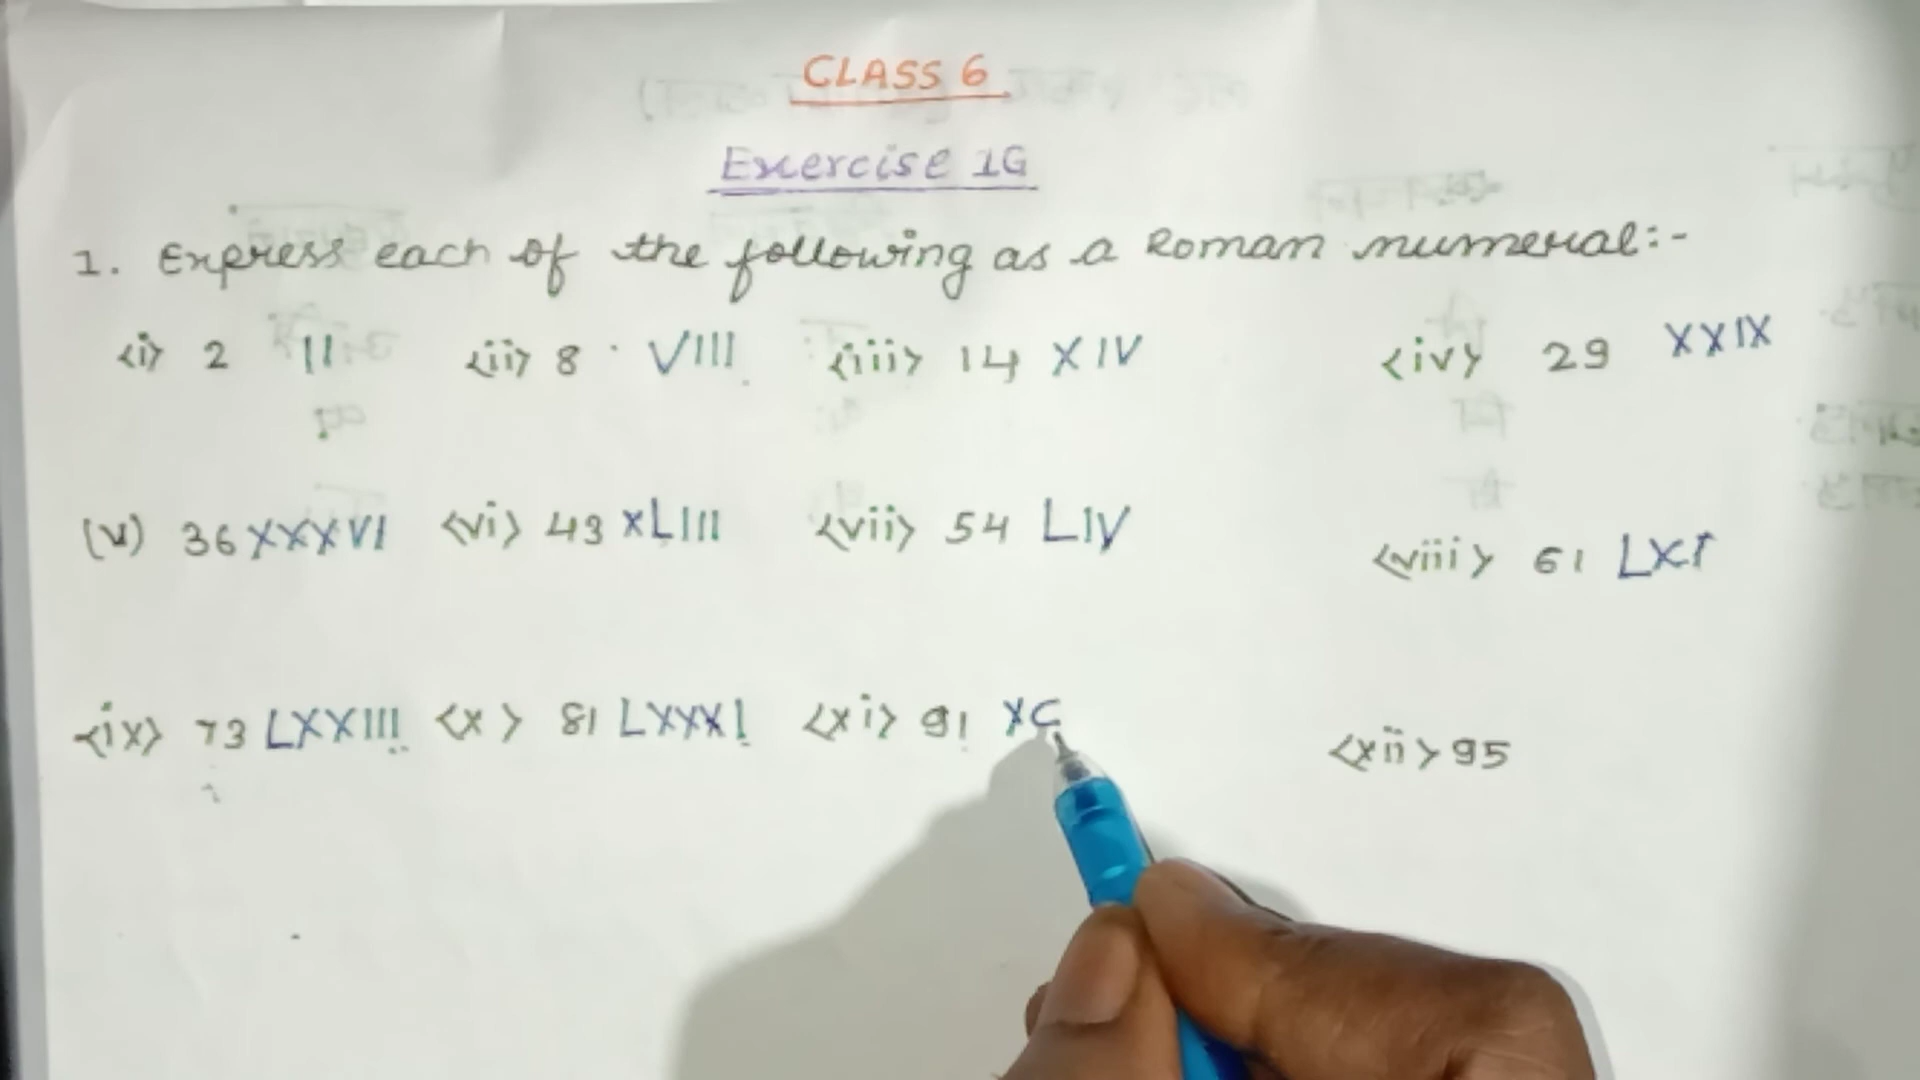 CLASS 6
Exercise 1G
1. Express each of the following as a Roman numeral:-
<i> 2 II <ii> 8 VIII <iii> 14 XIV <iv> 29 XXIX
(v) 36 XXXVI <vi> 43 XLIII <vii> 54 LIV <viii> 61 LXI
<ix> 73 LXXIII <x> 81 LXXXI <xi> 91 XC <xii> 95